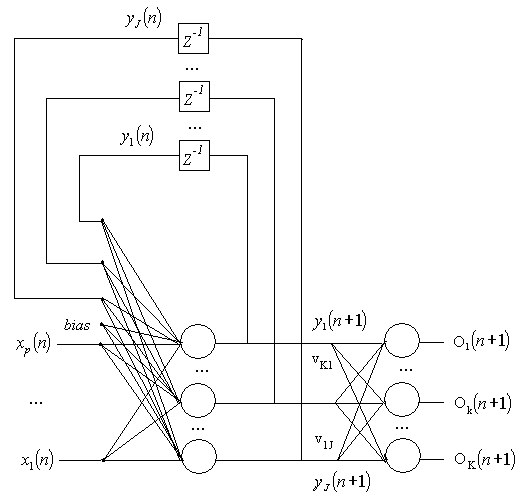 y_J(n)
Z^-1
...
Z^-1
...
y_1(n)
Z^-1
bias
y_1(n+1)
x_p(n)
O_1(n+1)
v_K1
...
...
...
O_k(n+1)
...
...
v_1J
x_1(n)
O_K(n+1)
y_J(n+1)